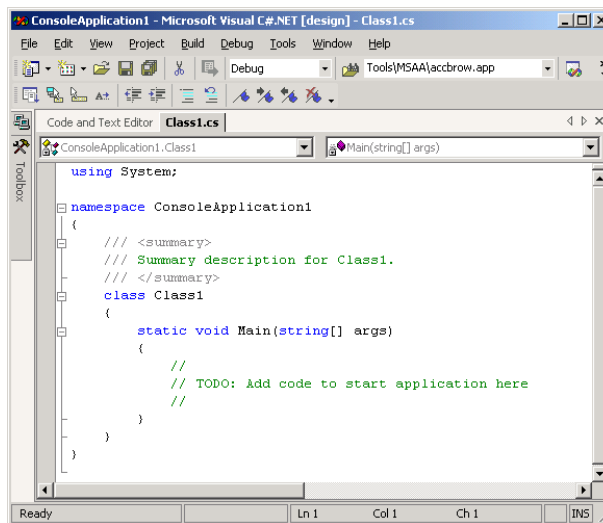 ConsoleApplication1 - Microsoft Visual C#.NET [design] - Class1.cs
File Edit View Project Build Debug Tools Window Help
Debug Tools\MSAA\accbrow.app
Code and Text Editor Class1.cs
ConsoleApplication1.Class1 Main(string[] args)
Toolbox
using System;
namespace ConsoleApplication1
{
/// <summary>
/// Summary description for Class1.
/// </summary>
class Class1
{
static void Main(string[] args)
{
//
// TODO: Add code to start application here
//
}
}
}
Ready Ln 1 Col 1 Ch 1 INS